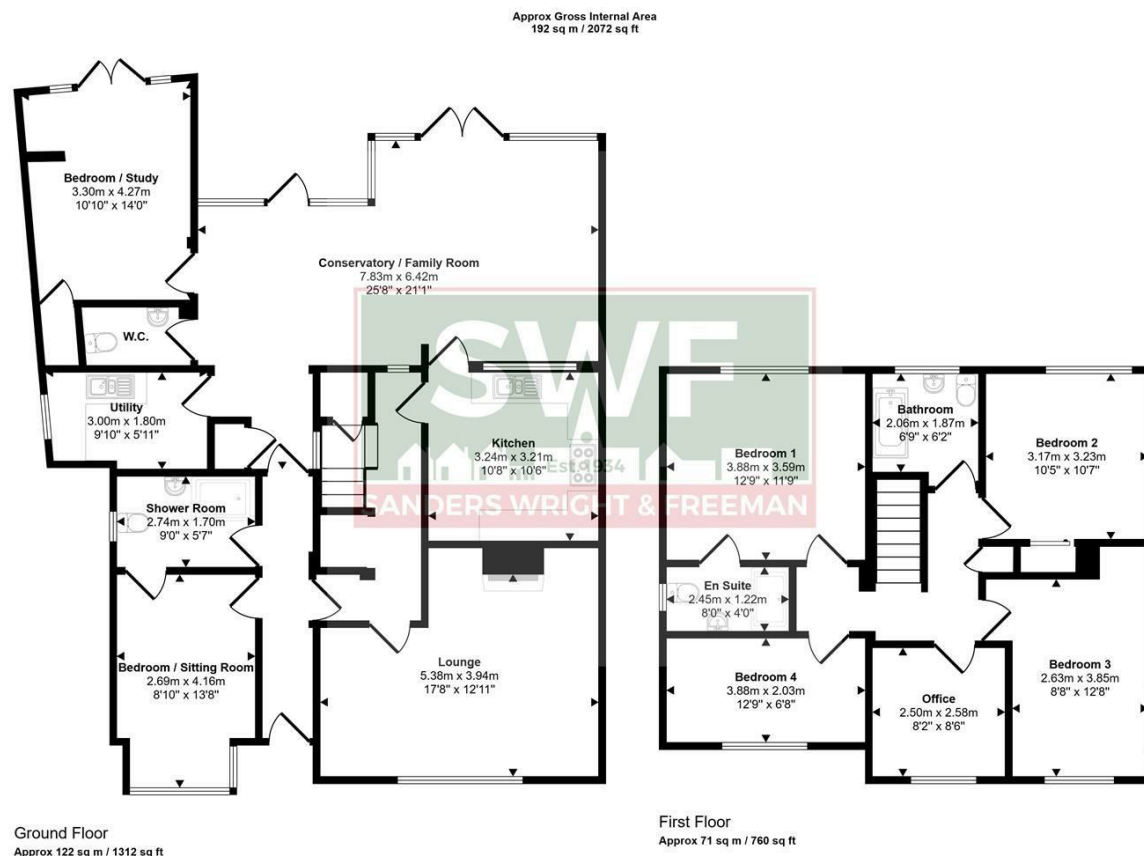 Approx Gross Internal Area
192 sq m / 2072 sq ft
Bedroom / Study
3.30m x 4.27m
10'10" x 14'0"
Conservatory / Family Room
7.83m x 6.42m
25'8" x 21'1"
W.C.
Utility
3.00m x 1.80m
9'10" x 5'11"
Kitchen
3.24m x 3.21m
10'8" x 10'6"
Shower Room
2.74m x 1.70m
9'0" x 5'7"
Bedroom / Sitting Room
2.69m x 4.16m
8'10" x 13'8"
Lounge
5.38m x 3.94m
17'8" x 12'11"
SWF
Est. 1934
SANDERS WRIGHT & FREEMAN
Bedroom 1
3.88m x 3.59m
12'9" x 11'9"
Bathroom
2.06m x 1.87m
6'9" x 6'2"
Bedroom 2
3.17m x 3.23m
10'5" x 10'7"
En Suite
2.45m x 1.22m
8'0" x 4'0"
Bedroom 4
3.88m x 2.03m
12'9" x 6'8"
Office
2.50m x 2.58m
8'2" x 8'6"
Bedroom 3
2.63m x 3.85m
8'8" x 12'8"
Ground Floor
Approx 122 sq m / 1312 sq ft
First Floor
Approx 71 sq m / 760 sq ft